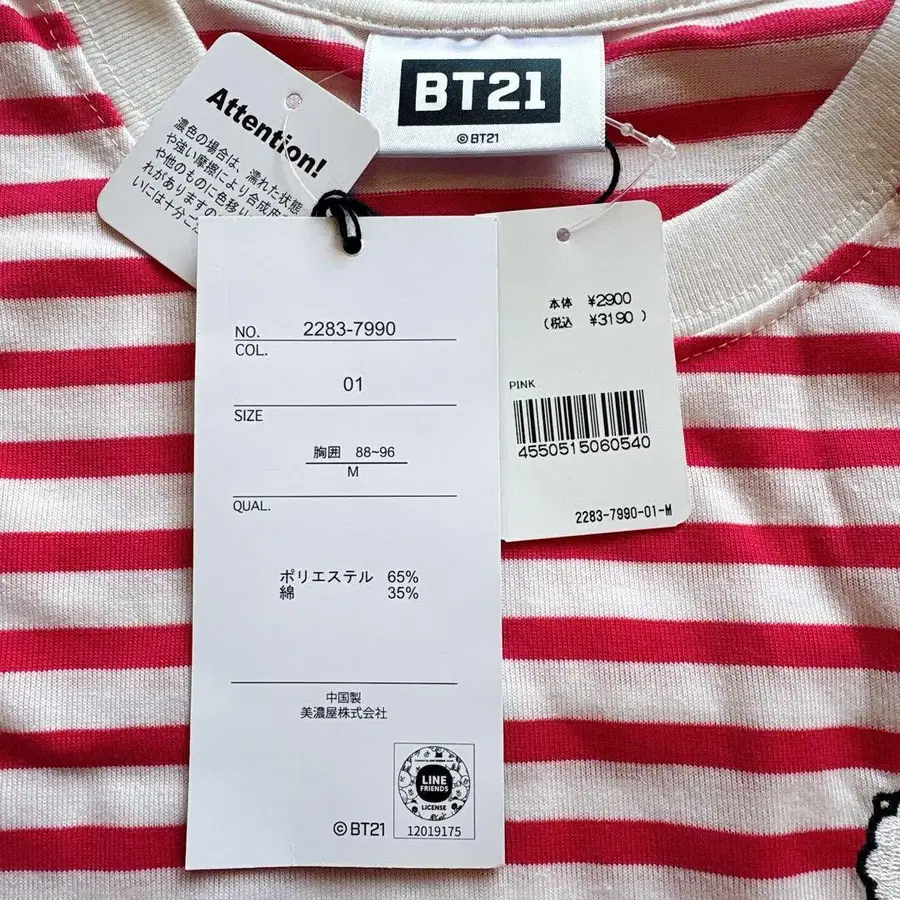 BT21
©BT21
Attention!
濃色の場合は、濡れた状態
や強い摩擦により合成皮
や他のものに色移り
れがありますの
いには十分ご
NO. 2283-7990
COL.
01
SIZE
胸囲 88~96
M
QUAL.
ポリエステル 65%
綿 35%
中国製
美濃屋株式会社
©BT21
LINE
FRIENDS
LICENSE
12019175
本体 ¥2900
(税込 ¥3190)
PINK
4550515060540
2283-7990-01-M